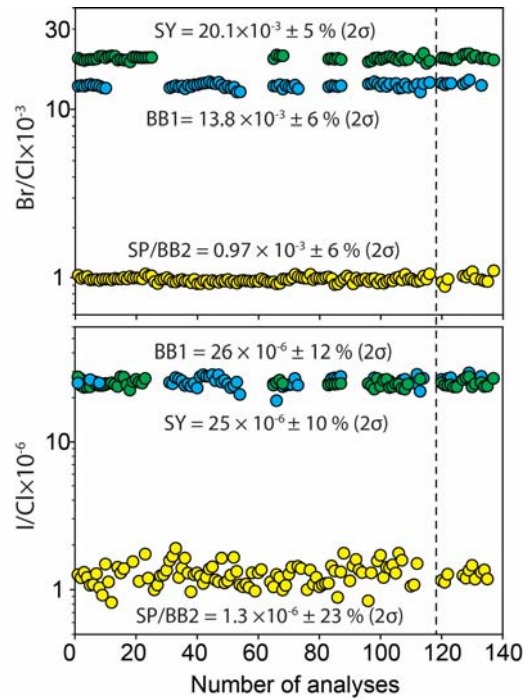 30
SY = 20.1×10⁻³ ± 5 % (2σ)
10
BB1= 13.8 ×10⁻³ ± 6 % (2σ)
Br/Cl×10⁻³
SP/BB2 = 0.97 × 10⁻³ ± 6 % (2σ)
1
BB1 = 26 ×10⁻⁶ ± 12 % (2σ)
10
SY = 25 × 10⁻⁶ ± 10 % (2σ)
I/Cl×10⁻⁶
1
SP/BB2 = 1.3 ×10⁻⁶ ± 23 % (2σ)
0 20 40 60 80 100 120 140
Number of analyses